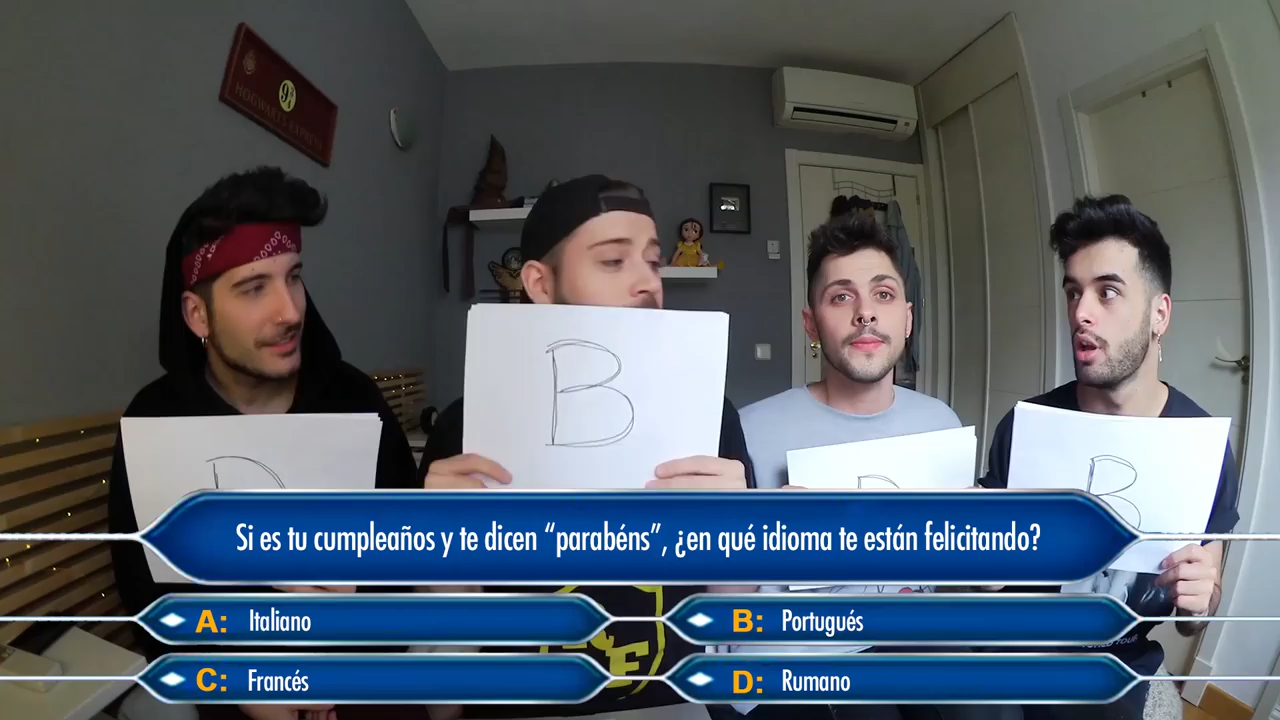 9¾
HOGWARTS EXPRESS
B
B
Si es tu cumpleaños y te dicen “parabéns”, ¿en qué idioma te están felicitando?
A: Italiano
B: Portugués
C: Francés
D: Rumano